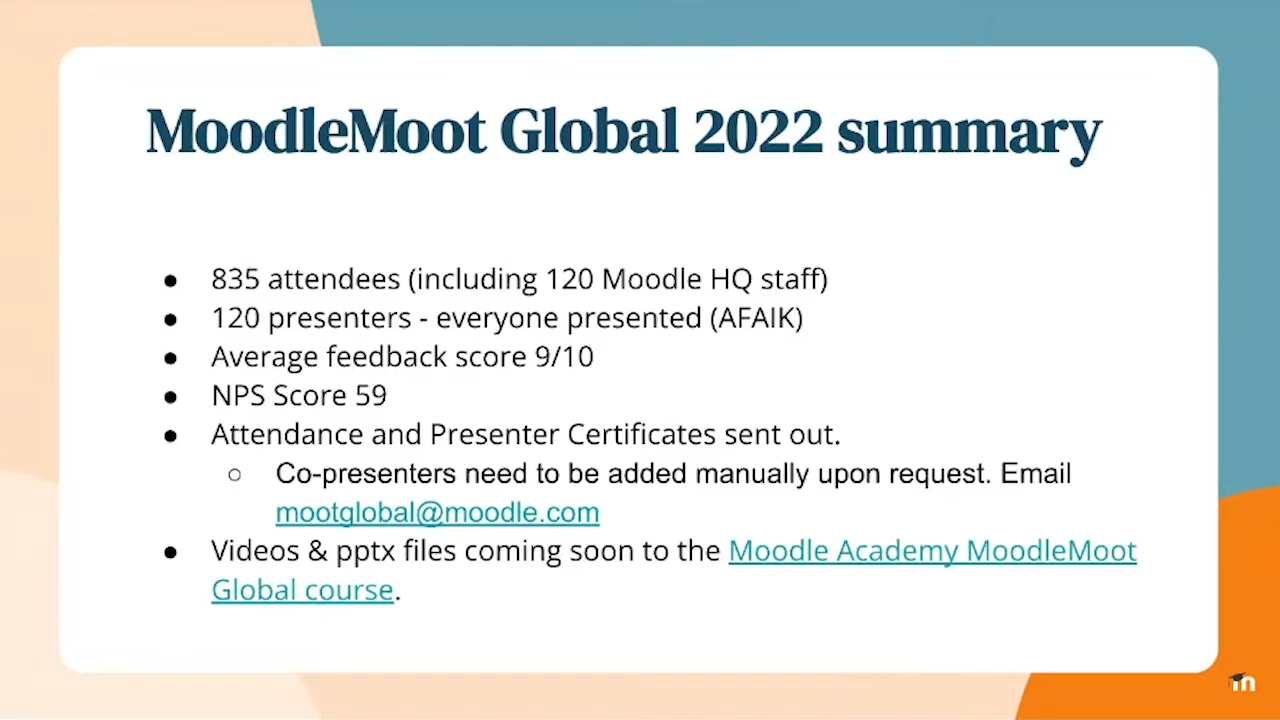 MoodleMoot Global 2022 summary
● 835 attendees (including 120 Moodle HQ staff)
● 120 presenters - everyone presented (AFAIK)
● Average feedback score 9/10
● NPS Score 59
● Attendance and Presenter Certificates sent out.
○ Co-presenters need to be added manually upon request. Email
mootglobal@moodle.com
● Videos & pptx files coming soon to the Moodle Academy MoodleMoot
Global course.
m